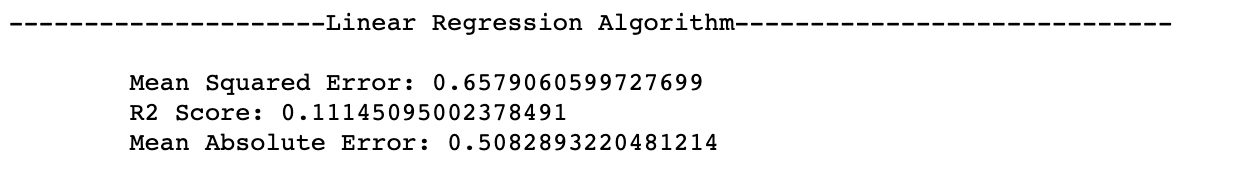 ---------------------Linear Regression Algorithm-----------------------------
Mean Squared Error: 0.6579060599727699
R2 Score: 0.11145095002378491
Mean Absolute Error: 0.5082893220481214